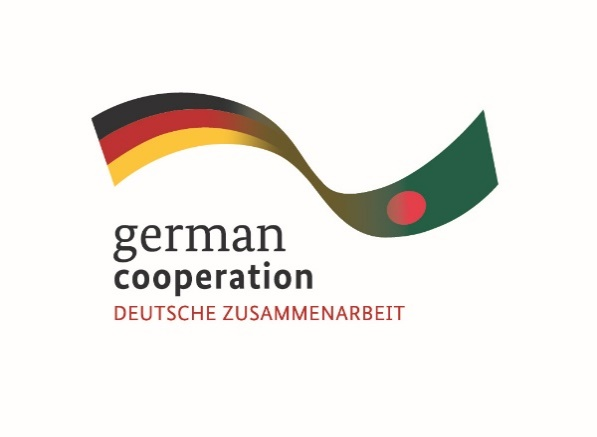 german
cooperation
DEUTSCHE ZUSAMMENARBEIT